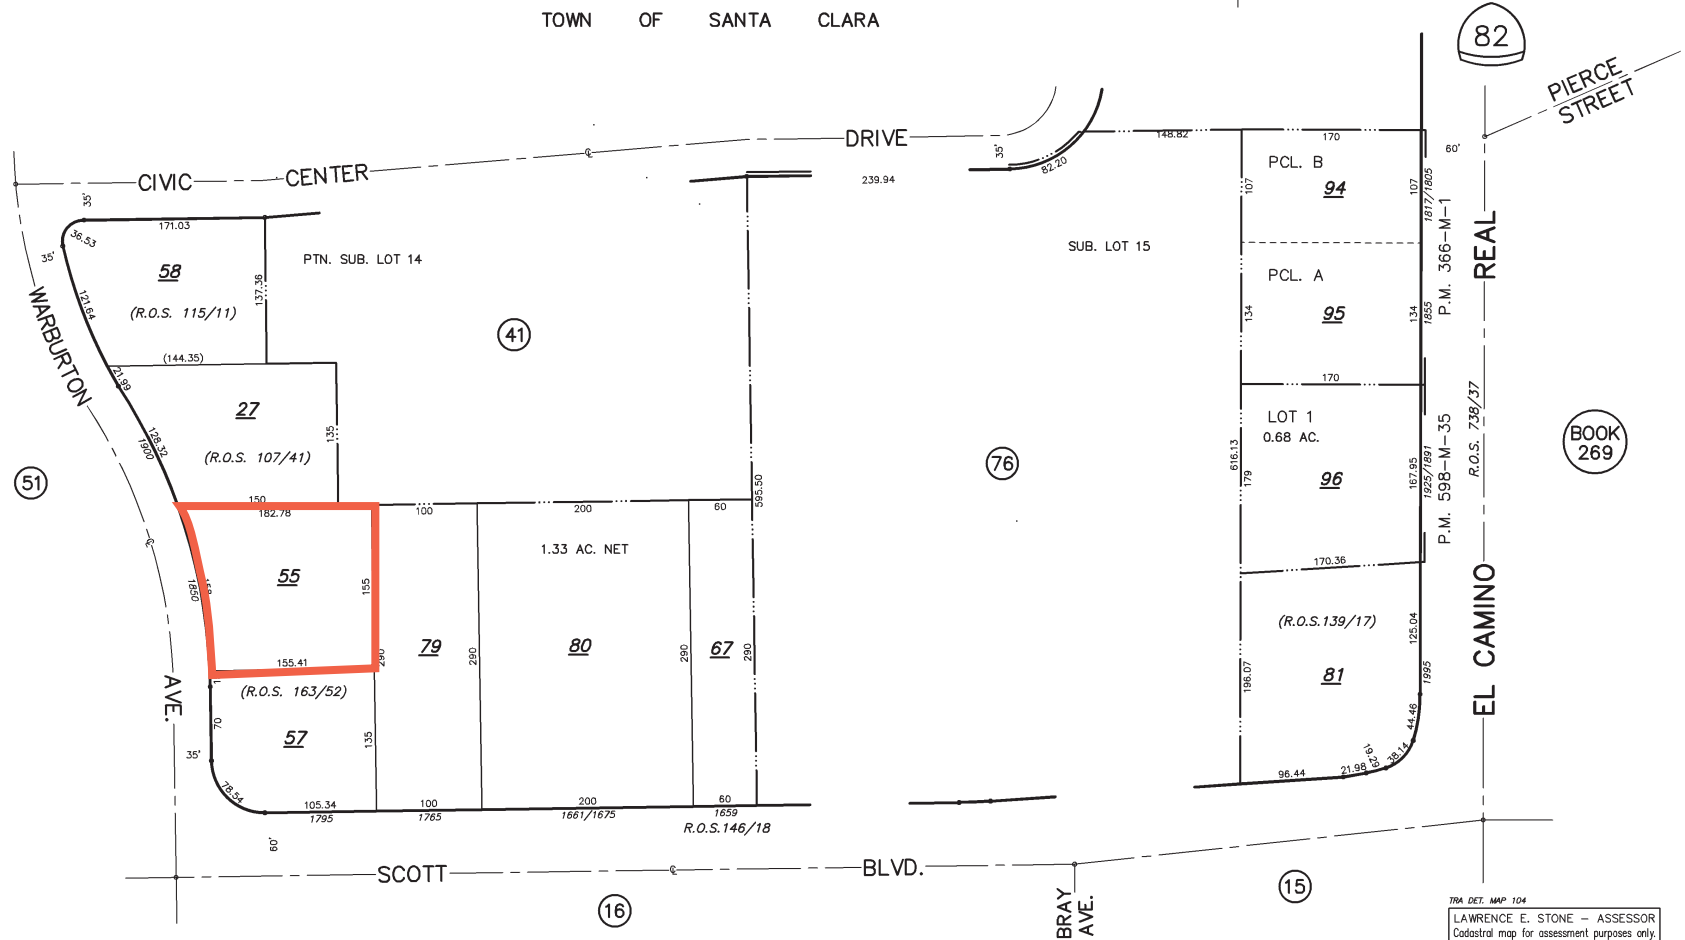 TOWN OF SANTA CLARA
82
PIERCE
STREET
CIVIC CENTER DRIVE
35'
35'
35'
36.53
171.03
58
(R.O.S. 115/11)
137.36
121.64
PTN. SUB. LOT 14
41
WARBURTON
AVE.
(144.35)
21.99
27
(R.O.S. 107/41)
135
128.32
1900
51
150
182.78
55
155
1850
155.41
(R.O.S. 163/52)
57
70
35'
78.54
135
105.34
1795
60'
100
79
290
290
100
1765
200
1.33 AC. NET
80
290
200
1661/1675
60
67
290
60
1659
R.O.S.146/18
595.50
239.94
82.20
148.82
SUB. LOT 15
76
616.13
170
PCL. B
94
107
107
1817/1805
60'
PCL. A
95
134
134
1855
P.M. 366-M-1
170
LOT 1
0.68 AC.
96
179
167.95
1925/1891
P.M. 598-M-35
R.O.S. 738/37
170.36
(R.O.S.139/17)
81
196.07
125.04
1995
44.46
38.14
19.29
21.98
96.44
EL CAMINO REAL
BOOK
269
SCOTT BLVD.
16
BRAY
AVE.
15
TRA DET. MAP 104
LAWRENCE E. STONE - ASSESSOR
Cadastral map for assessment purposes only.